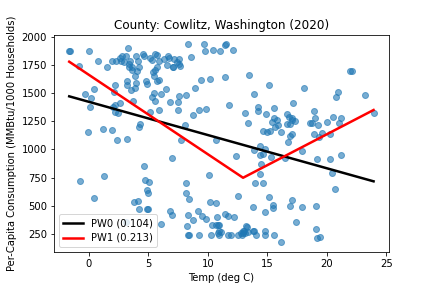 County: Cowlitz, Washington (2020)
Per-Capita Consumption (MMBtu/1000 Households)
2000
1750
1500
1250
1000
750
500
250
PW0 (0.104)
PW1 (0.213)
0
5
10
15
20
25
Temp (deg C)